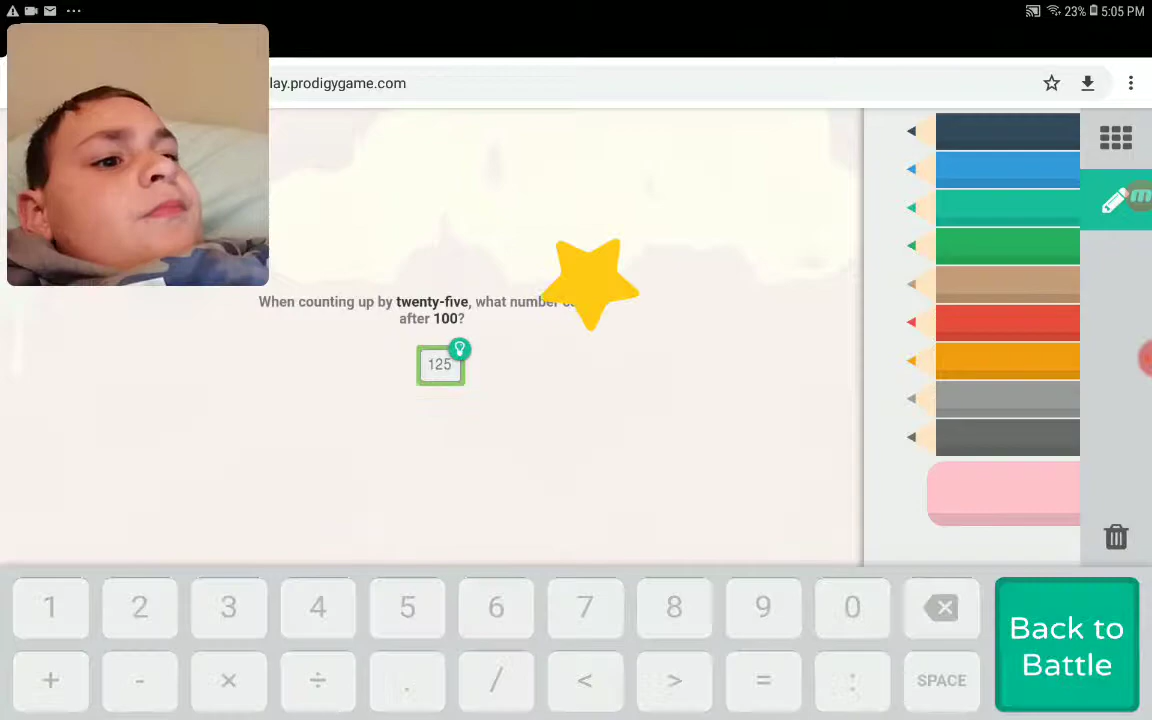 23% 5:05 PM
lay.prodigygame.com
When counting up by twenty-five, what number
after 100?
125
1 2 3 4 5 6 7 8 9 0
+ - × ÷ . / < > = : SPACE
Back to
Battle